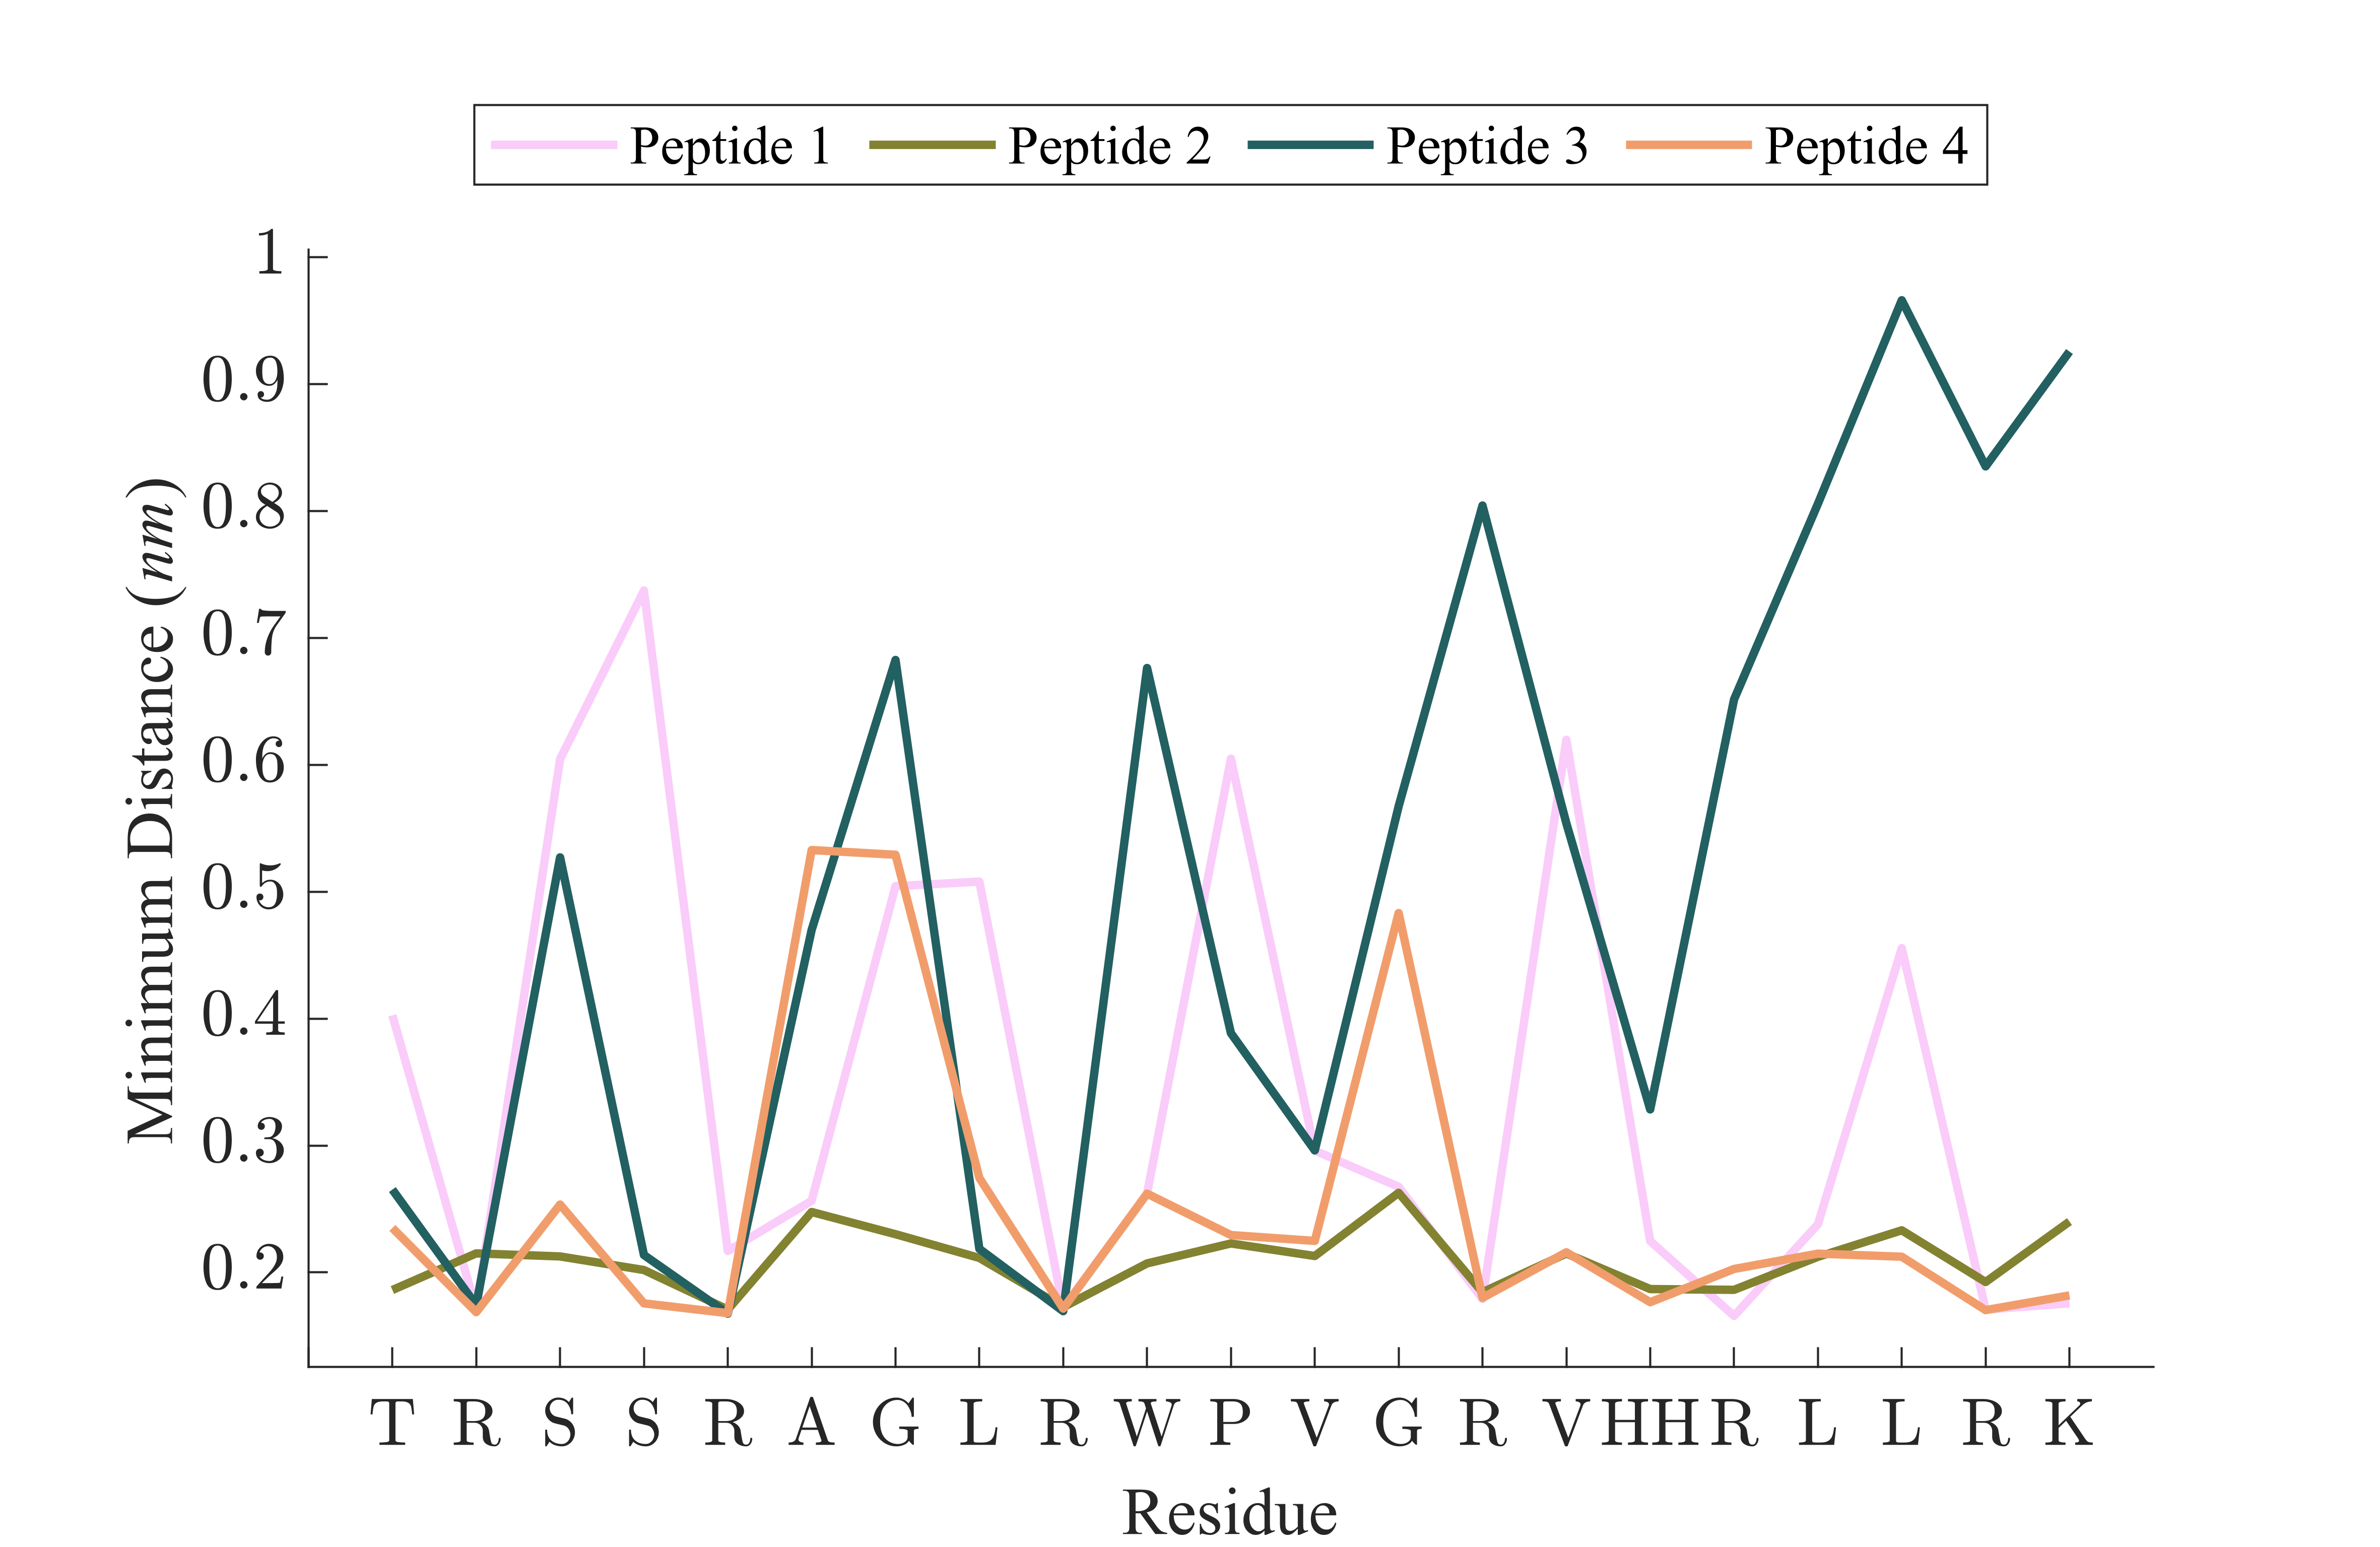 Peptide 1 Peptide 2 Peptide 3 Peptide 4
1
0.9
0.8
0.7
0.6
0.5
0.4
0.3
0.2
Minimum Distance (nm)
T R S S R A G L R W P V G R V HH R L L R K
Residue